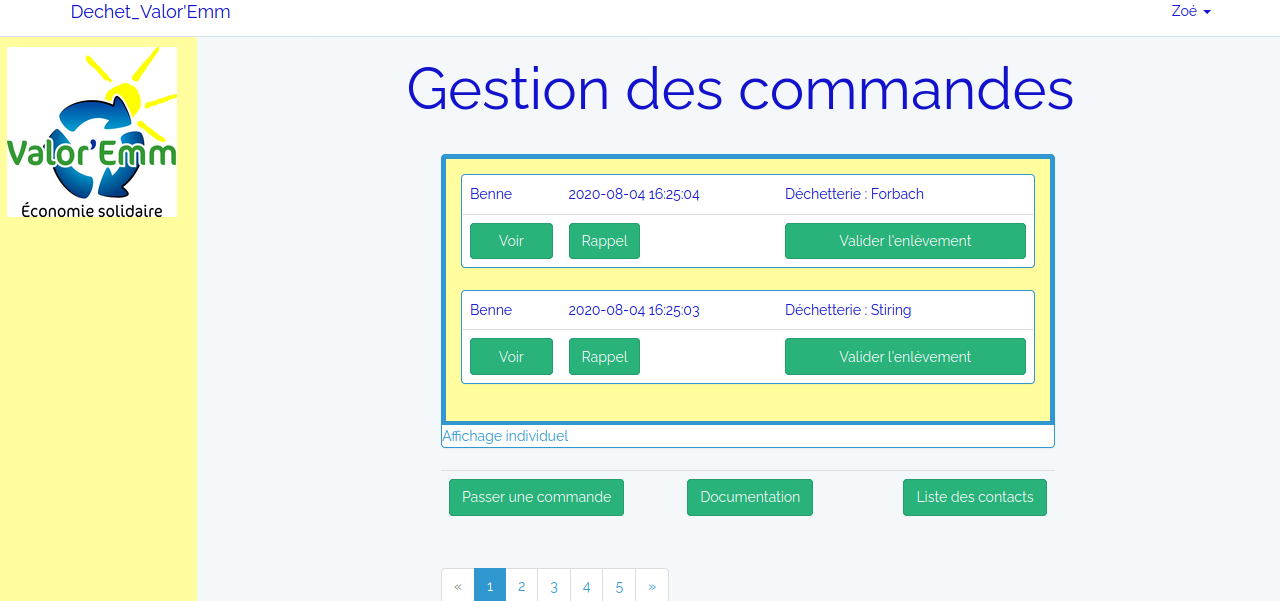 Dechet_Valor'Emm
Zoé
Valor'Emm
Économie solidaire
Gestion des commandes
Benne 2020-08-04 16:25:04 Déchetterie : Forbach
Voir Rappel Valider l'enlèvement
Benne 2020-08-04 16:25:03 Déchetterie : Stiring
Voir Rappel Valider l'enlèvement
Affichage individuel
Passer une commande Documentation Liste des contacts
« 1 2 3 4 5 »